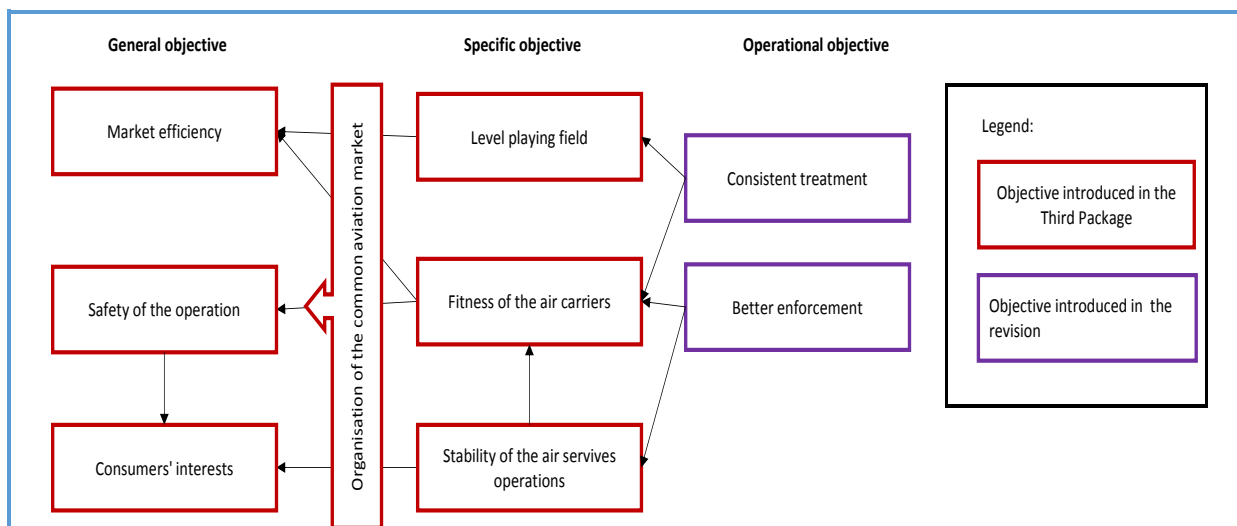 General objective
Specific objective
Operational objective
Market efficiency
Safety of the operation
Consumers' interests
Organisation of the common aviation market
Level playing field
Fitness of the air carriers
Stability of the air servives
operations
Consistent treatment
Better enforcement
Legend:
Objective introduced in the
Third Package
Objective introduced in the
revision